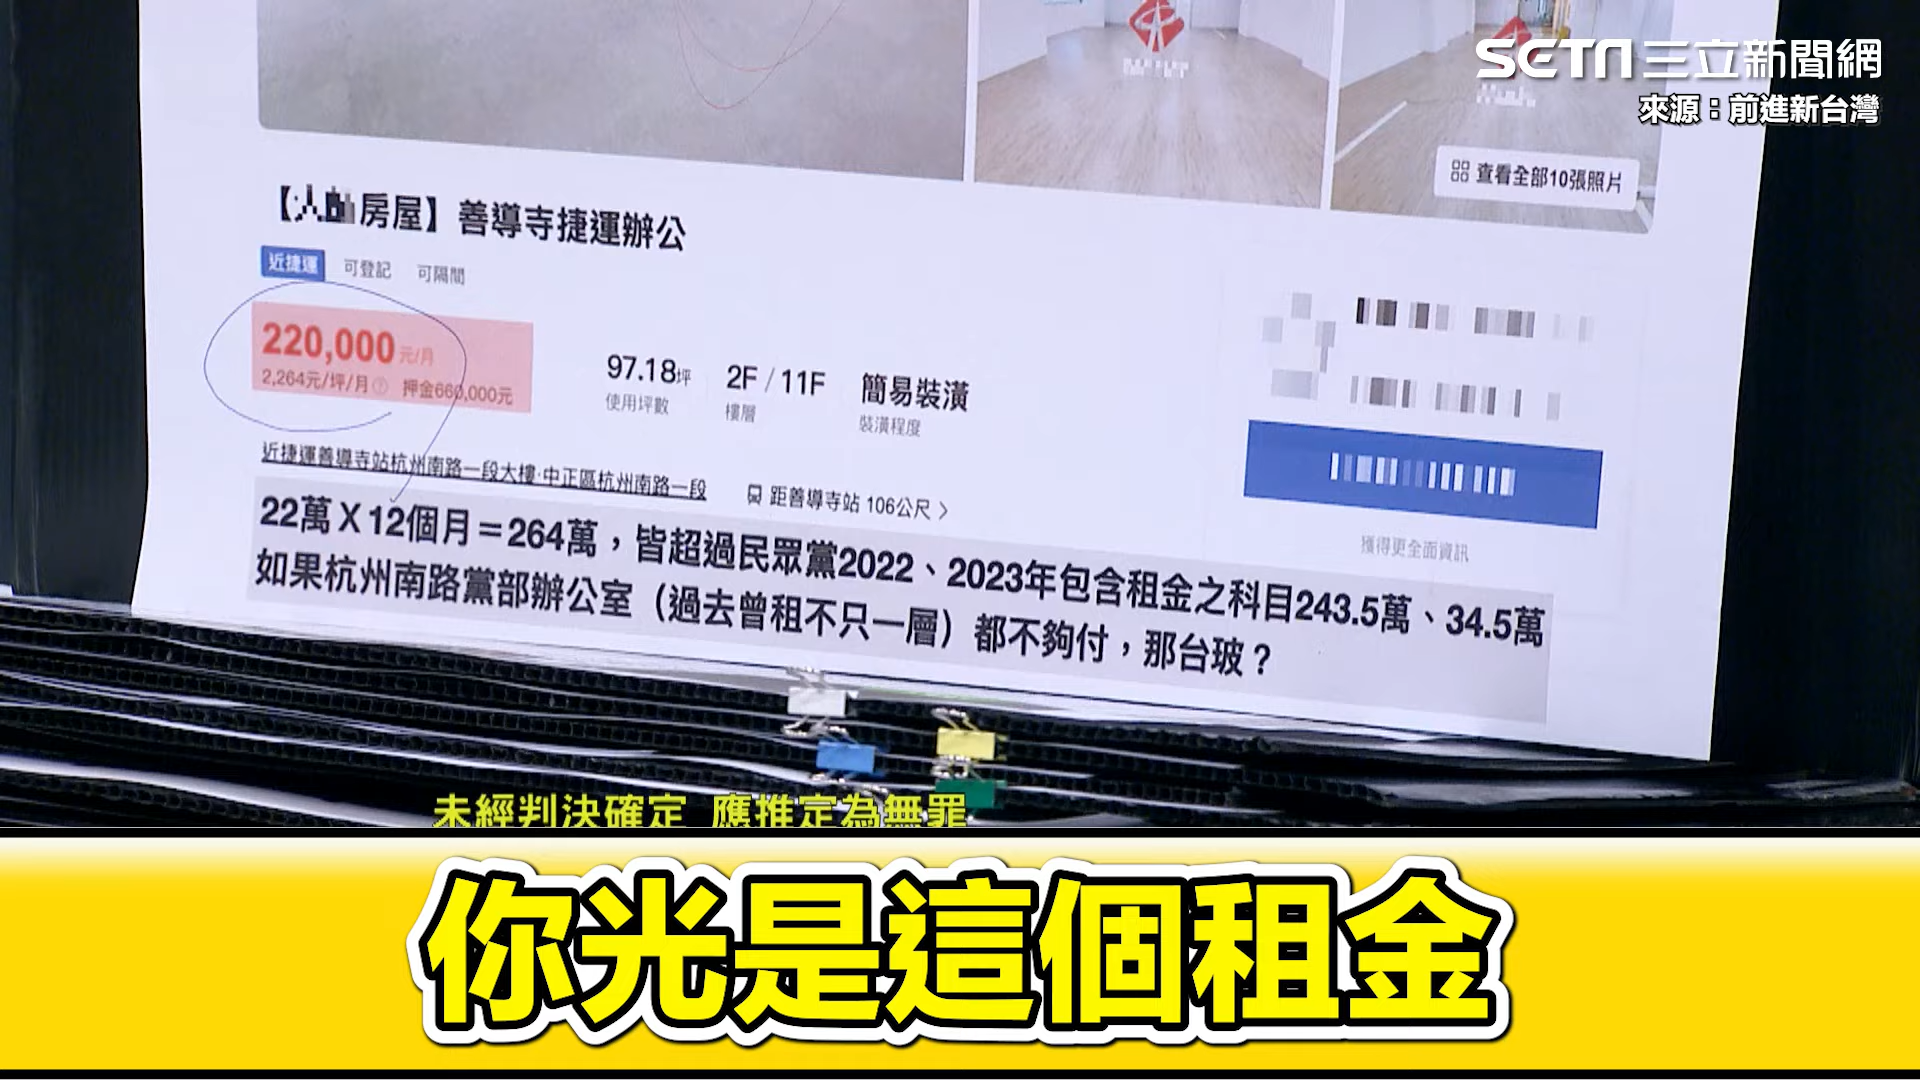 SETN三立新聞網
來源：前進新台灣
查看全部10張照片
房屋】善導寺捷運辦公
近捷運 可登記 可隔間
220,000元/月
2,264元/坪/月 押金660,000元
97.18坪
使用坪數
2F / 11F
樓層
簡易裝潢
裝潢程度
近捷運善導寺站杭州南路一段大樓·中正區杭州南路一段
距善導寺站 106公尺 >
獲得更全面資訊
22萬X12個月＝264萬，皆超過民眾黨2022、2023年包含租金之科目243.5萬、34.5萬
如果杭州南路黨部辦公室（過去曾租不只一層）都不夠付，那台玻？
未經判決確定 應推定為無罪
你光是這個租金